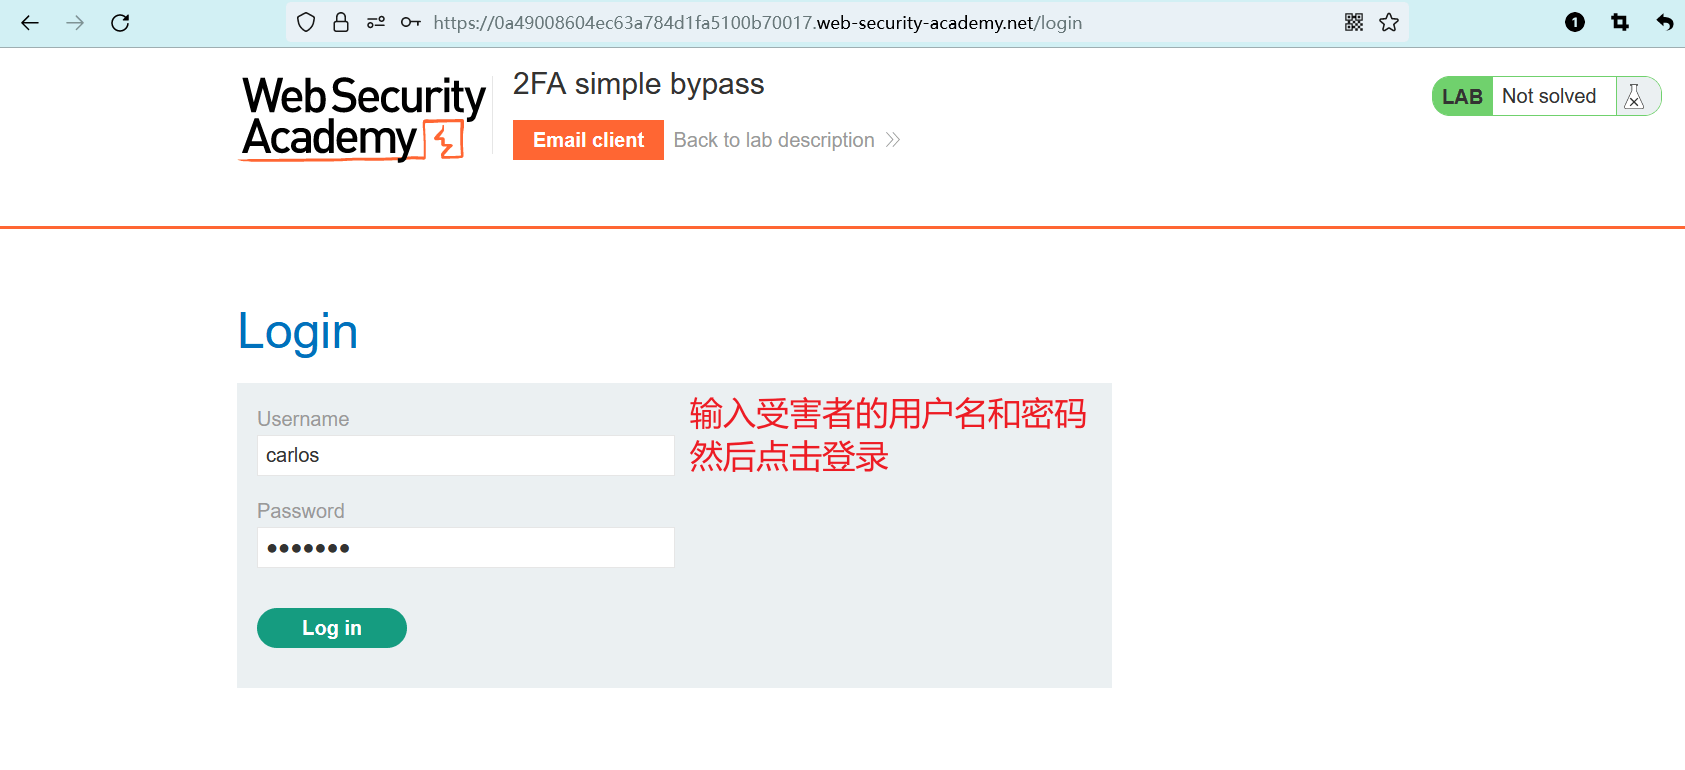 https://0a49008604ec63a784d1fa5100b70017.web-security-academy.net/login
1
Web Security
Academy
2FA simple bypass
Email client
Back to lab description
LAB
Not solved
Login
Username
carlos
输入受害者的用户名和密码
然后点击登录
Password
Log in